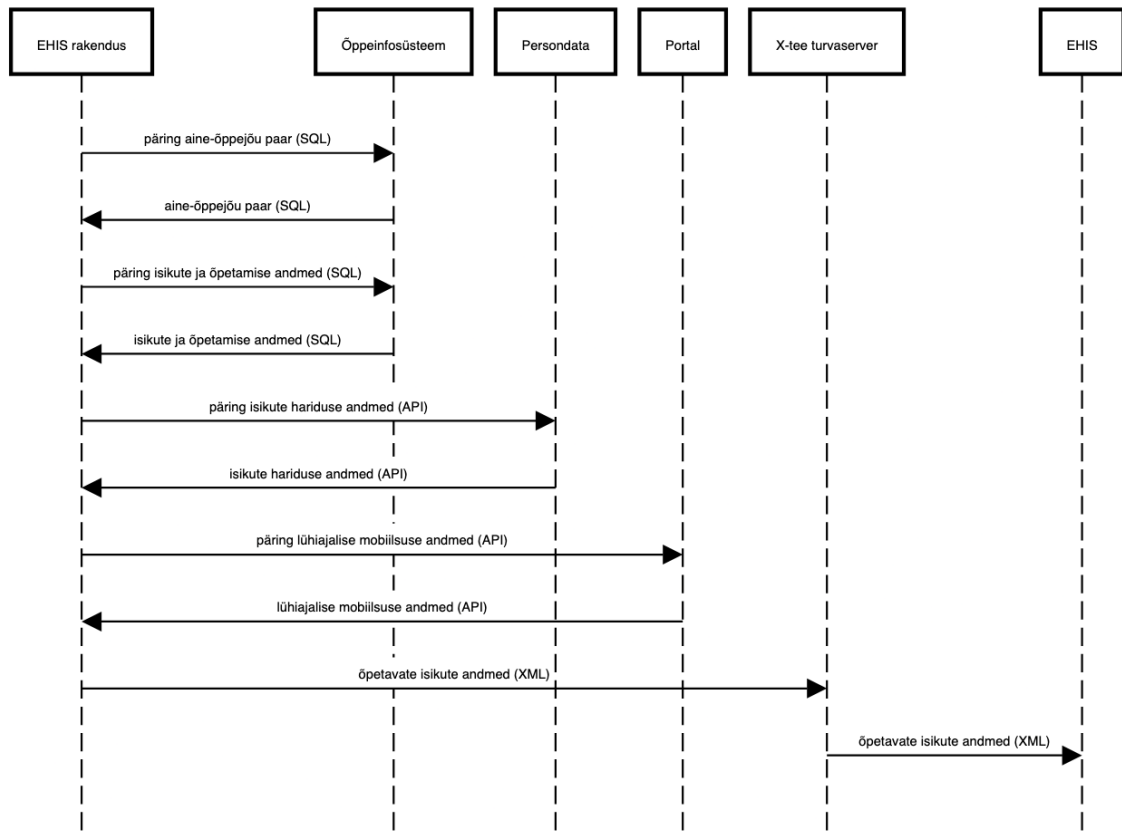 EHIS rakendus
Õppeinfosüsteem
Persondata
Portal
X-tee turvaserver
EHIS
päring aine-õppejõu paar (SQL)
aine-õppejõu paar (SQL)
päring isikute ja õpetamise andmed (SQL)
isikute ja õpetamise andmed (SQL)
päring isikute hariduse andmed (API)
isikute hariduse andmed (API)
päring lühiajalise mobiilsuse andmed (API)
lühiajalise mobiilsuse andmed (API)
õpetavate isikute andmed (XML)
õpetavate isikute andmed (XML)